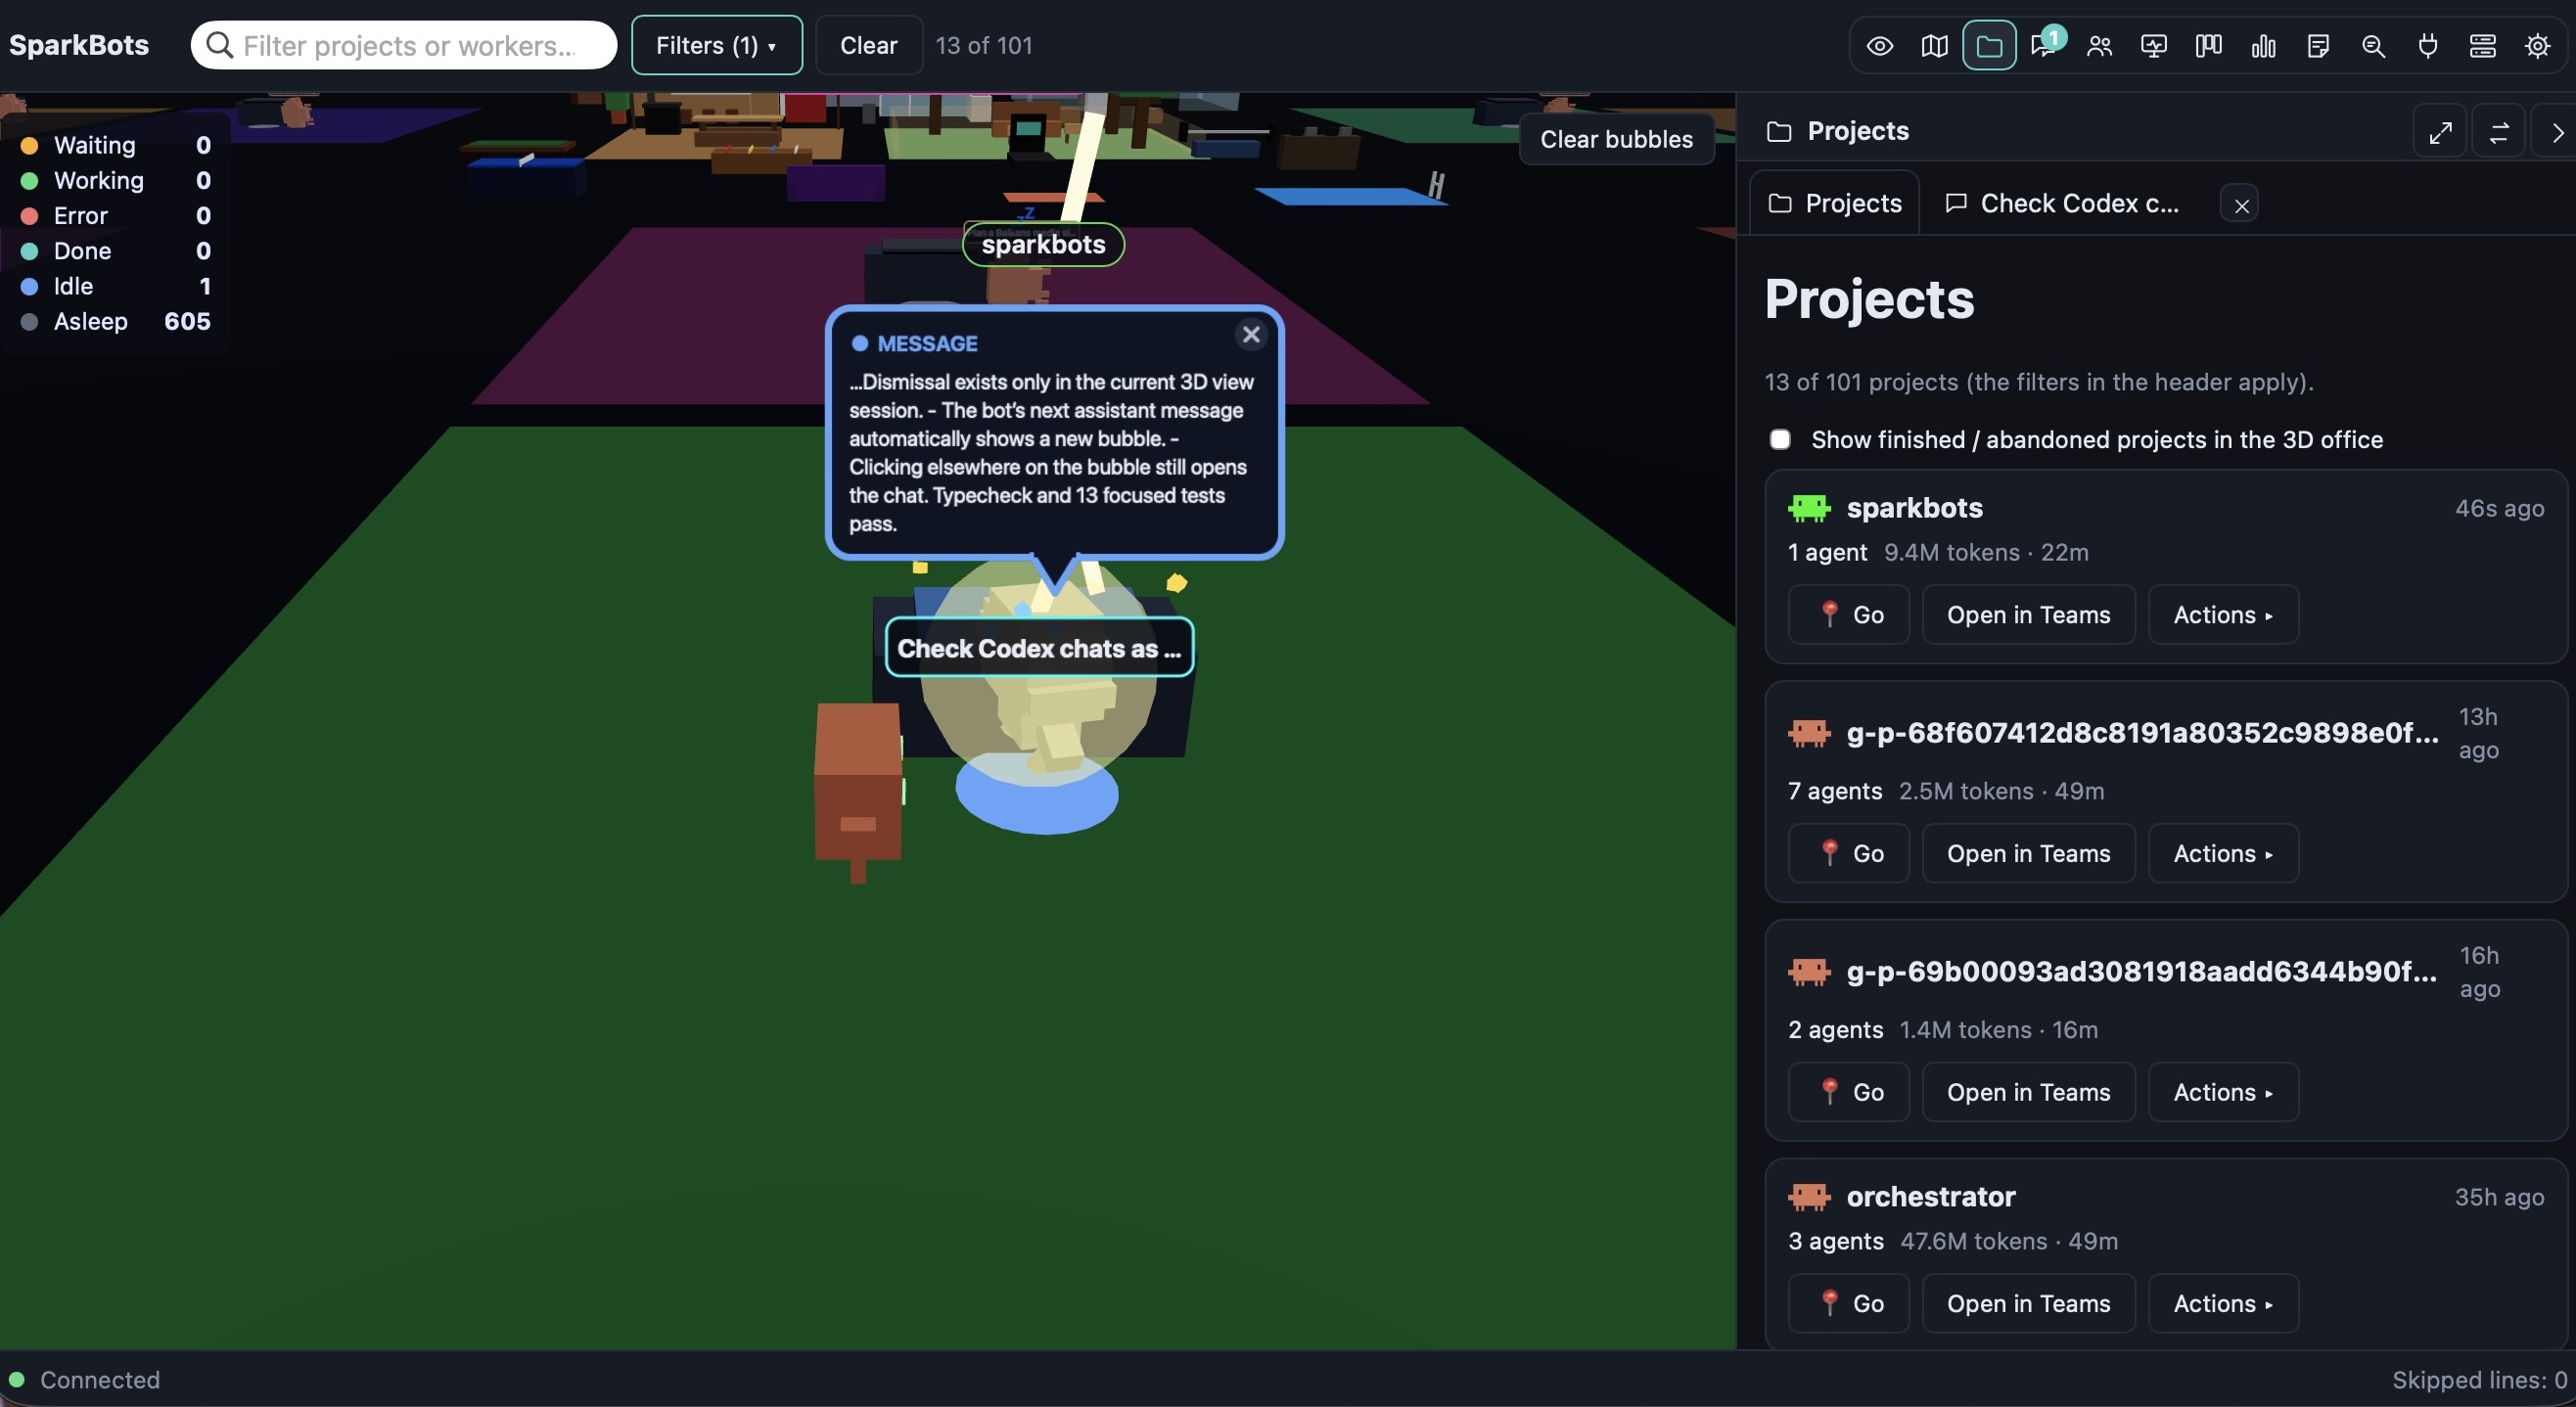 SparkBots
Filter projects or workers...
Filters (1) ▾
Clear
13 of 101
1
Waiting 0
Working 0
Error 0
Done 0
Idle 1
Asleep 605
Clear bubbles
z
sparkbots
MESSAGE
...Dismissal exists only in the current 3D view
session. - The bot's next assistant message
automatically shows a new bubble. -
Clicking elsewhere on the bubble still opens
the chat. Typecheck and 13 focused tests
pass.
Check Codex chats as ...
Projects
Projects
Check Codex c...
Projects
13 of 101 projects (the filters in the header apply).
Show finished / abandoned projects in the 3D office
sparkbots 46s ago
1 agent 9.4M tokens · 22m
Go Open in Teams Actions ▸
g-p-68f607412d8c8191a80352c9898e0f... 13h
ago
7 agents 2.5M tokens · 49m
Go Open in Teams Actions ▸
g-p-69b00093ad3081918aadd6344b90f... 16h
ago
2 agents 1.4M tokens · 16m
Go Open in Teams Actions ▸
orchestrator 35h ago
3 agents 47.6M tokens · 49m
Go Open in Teams Actions ▸
Connected
Skipped lines: 0